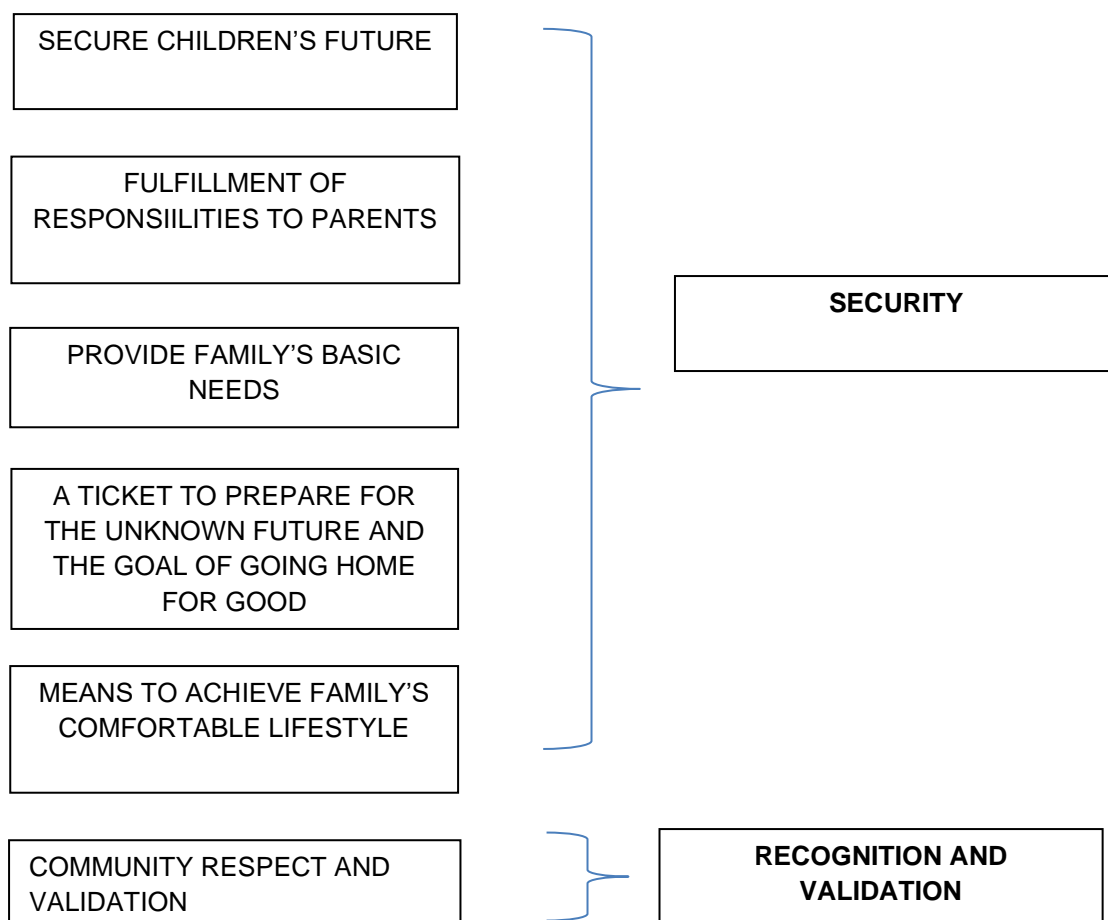 SECURE CHILDREN’S FUTURE
FULFILLMENT OF
RESPONSIILITIES TO PARENTS
PROVIDE FAMILY’S BASIC
NEEDS
A TICKET TO PREPARE FOR
THE UNKNOWN FUTURE AND
THE GOAL OF GOING HOME
FOR GOOD
MEANS TO ACHIEVE FAMILY’S
COMFORTABLE LIFESTYLE
SECURITY
COMMUNITY RESPECT AND
VALIDATION
RECOGNITION AND
VALIDATION